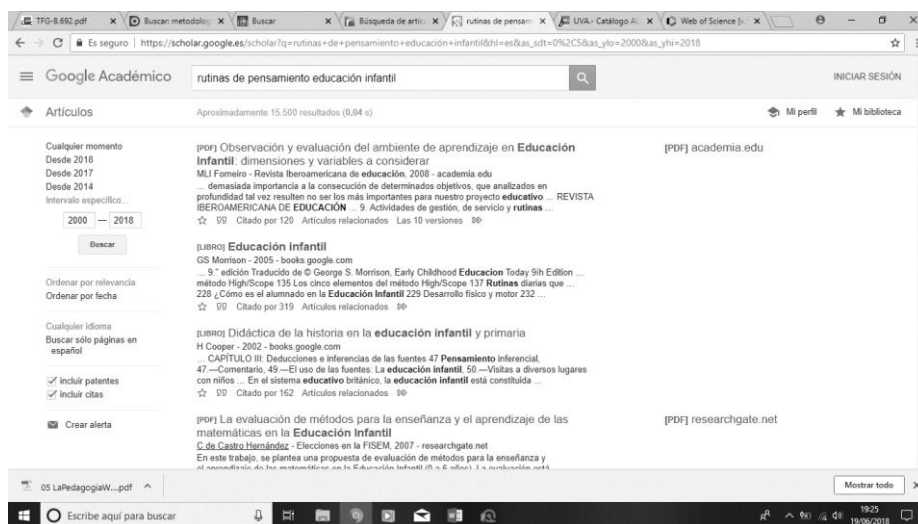 TFG-B.692.pdf
Buscar: metodolog
Buscar
Búsqueda de artíc
rutinas de pensam
UVA.- Catálogo AL
Web of Science [v.
Es seguro | https://scholar.google.es/scholar?q=rutinas+de+pensamiento+educación+infantil&hl=es&as_sdt=0%2C5&as_ylo=2000&as_yhi=2018
Google Académico
rutinas de pensamiento educación infantil
INICIAR SESIÓN
Artículos
Aproximadamente 15.500 resultados (0,04 s)
Mi perfil
Mi biblioteca
Cualquier momento
Desde 2018
Desde 2017
Desde 2014
Intervalo específico...
2000 — 2018
Buscar
Ordenar por relevancia
Ordenar por fecha
Cualquier idioma
Buscar sólo páginas en
español
incluir patentes
incluir citas
Crear alerta
[PDF] Observación y evaluación del ambiente de aprendizaje en Educación
Infantil: dimensiones y variables a considerar
MLI Forneiro - Revista Iberoamericana de educación, 2008 - academia.edu
... demasiada importancia a la consecución de determinados objetivos, que analizados en
profundidad tal vez resulten no ser los más importantes para nuestro proyecto educativo ... REVISTA
IBEROAMERICANA DE EDUCACIÓN ... 9. Actividades de gestión, de servicio y rutinas ...
Citado por 120 Artículos relacionados Las 10 versiones
[PDF] academia.edu
[LIBRO] Educación infantil
GS Morrison - 2005 - books.google.com
... 9.ª edición Traducido de © George S. Morrison, Early Childhood Educacion Today 9ih Edition ...
método High/Scope 135 Los cinco elementos del método High/Scope 137 Rutinas diarias que ...
228 ¿Cómo es el alumnado en la Educación Infantil 229 Desarrollo físico y motor 232 ...
Citado por 319 Artículos relacionados
[LIBRO] Didáctica de la historia en la educación infantil y primaria
H Cooper - 2002 - books.google.com
... CAPÍTULO III: Deducciones e inferencias de las fuentes 47 Pensamiento inferencial,
47.—Comentario, 49.—El uso de las fuentes: La educación infantil, 50.—Visitas a diversos lugares
con niños ... En el sistema educativo británico, la educación infantil está constituida ...
Citado por 162 Artículos relacionados
[PDF] La evaluación de métodos para la enseñanza y el aprendizaje de las
matemáticas en la Educación Infantil
C de Castro Hernández - Elecciones en la FISEM, 2007 - researchgate.net
En este trabajo, se plantea una propuesta de evaluación de métodos para la enseñanza y
el aprendizaje de las matemáticas en la Educación Infantil (0 a 6 años). La evaluación está
[PDF] researchgate.net
05 LaPedagogiaW....pdf
Mostrar todo
Escribe aquí para buscar
19:25
19/06/2018